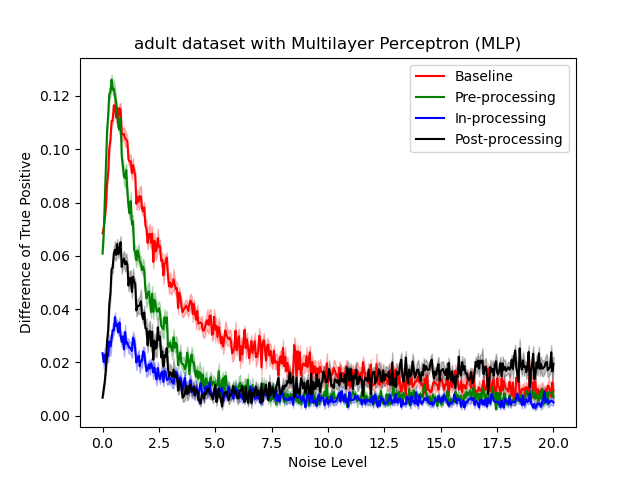 adult dataset with Multilayer Perceptron (MLP)
Baseline
Pre-processing
In-processing
Post-processing
Difference of True Positive
0.12
0.10
0.08
0.06
0.04
0.02
0.00
0.0 2.5 5.0 7.5 10.0 12.5 15.0 17.5 20.0
Noise Level